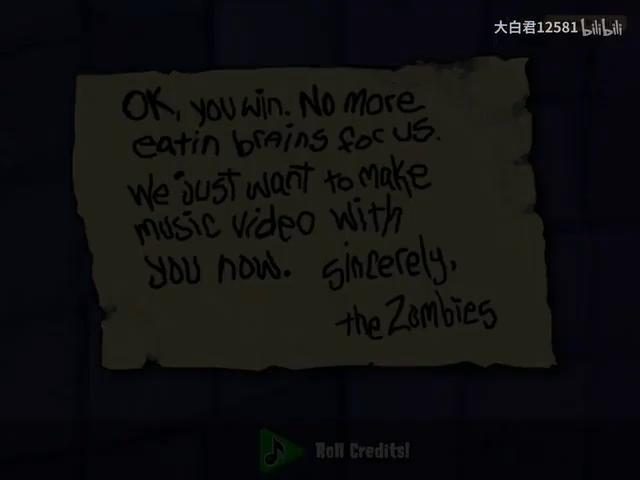 大白君12581 bilibili
OK, you win. No more
eatin brains for us.
We just want to make
music video with
you now. sincerely,
the Zombies
Roll Credits!